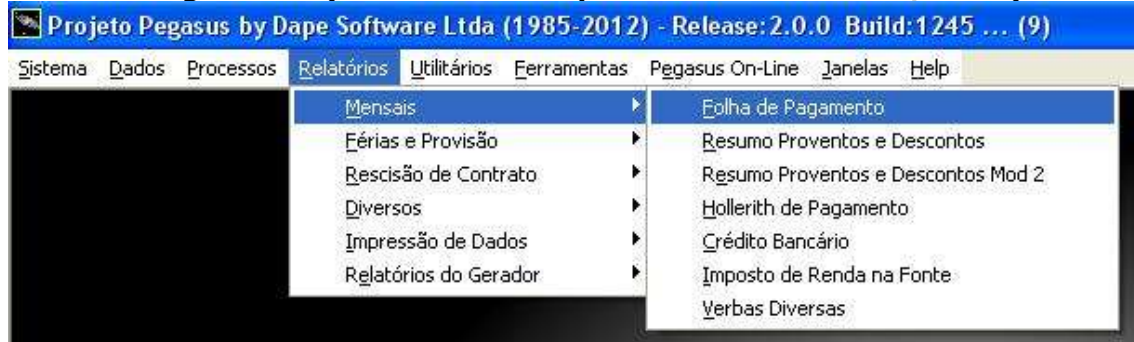 Projeto Pegasus by Dape Software Ltda (1985-2012) - Release:2.0.0 Build:1245 ... (9)
Sistema Dados Processos Relatórios Utilitários Ferramentas Pegasus On-Line Janelas Help
Mensais
Férias e Provisão
Rescisão de Contrato
Diversos
Impressão de Dados
Relatórios do Gerador
Folha de Pagamento
Resumo Proventos e Descontos
Resumo Proventos e Descontos Mod 2
Hollerith de Pagamento
Crédito Bancário
Imposto de Renda na Fonte
Verbas Diversas